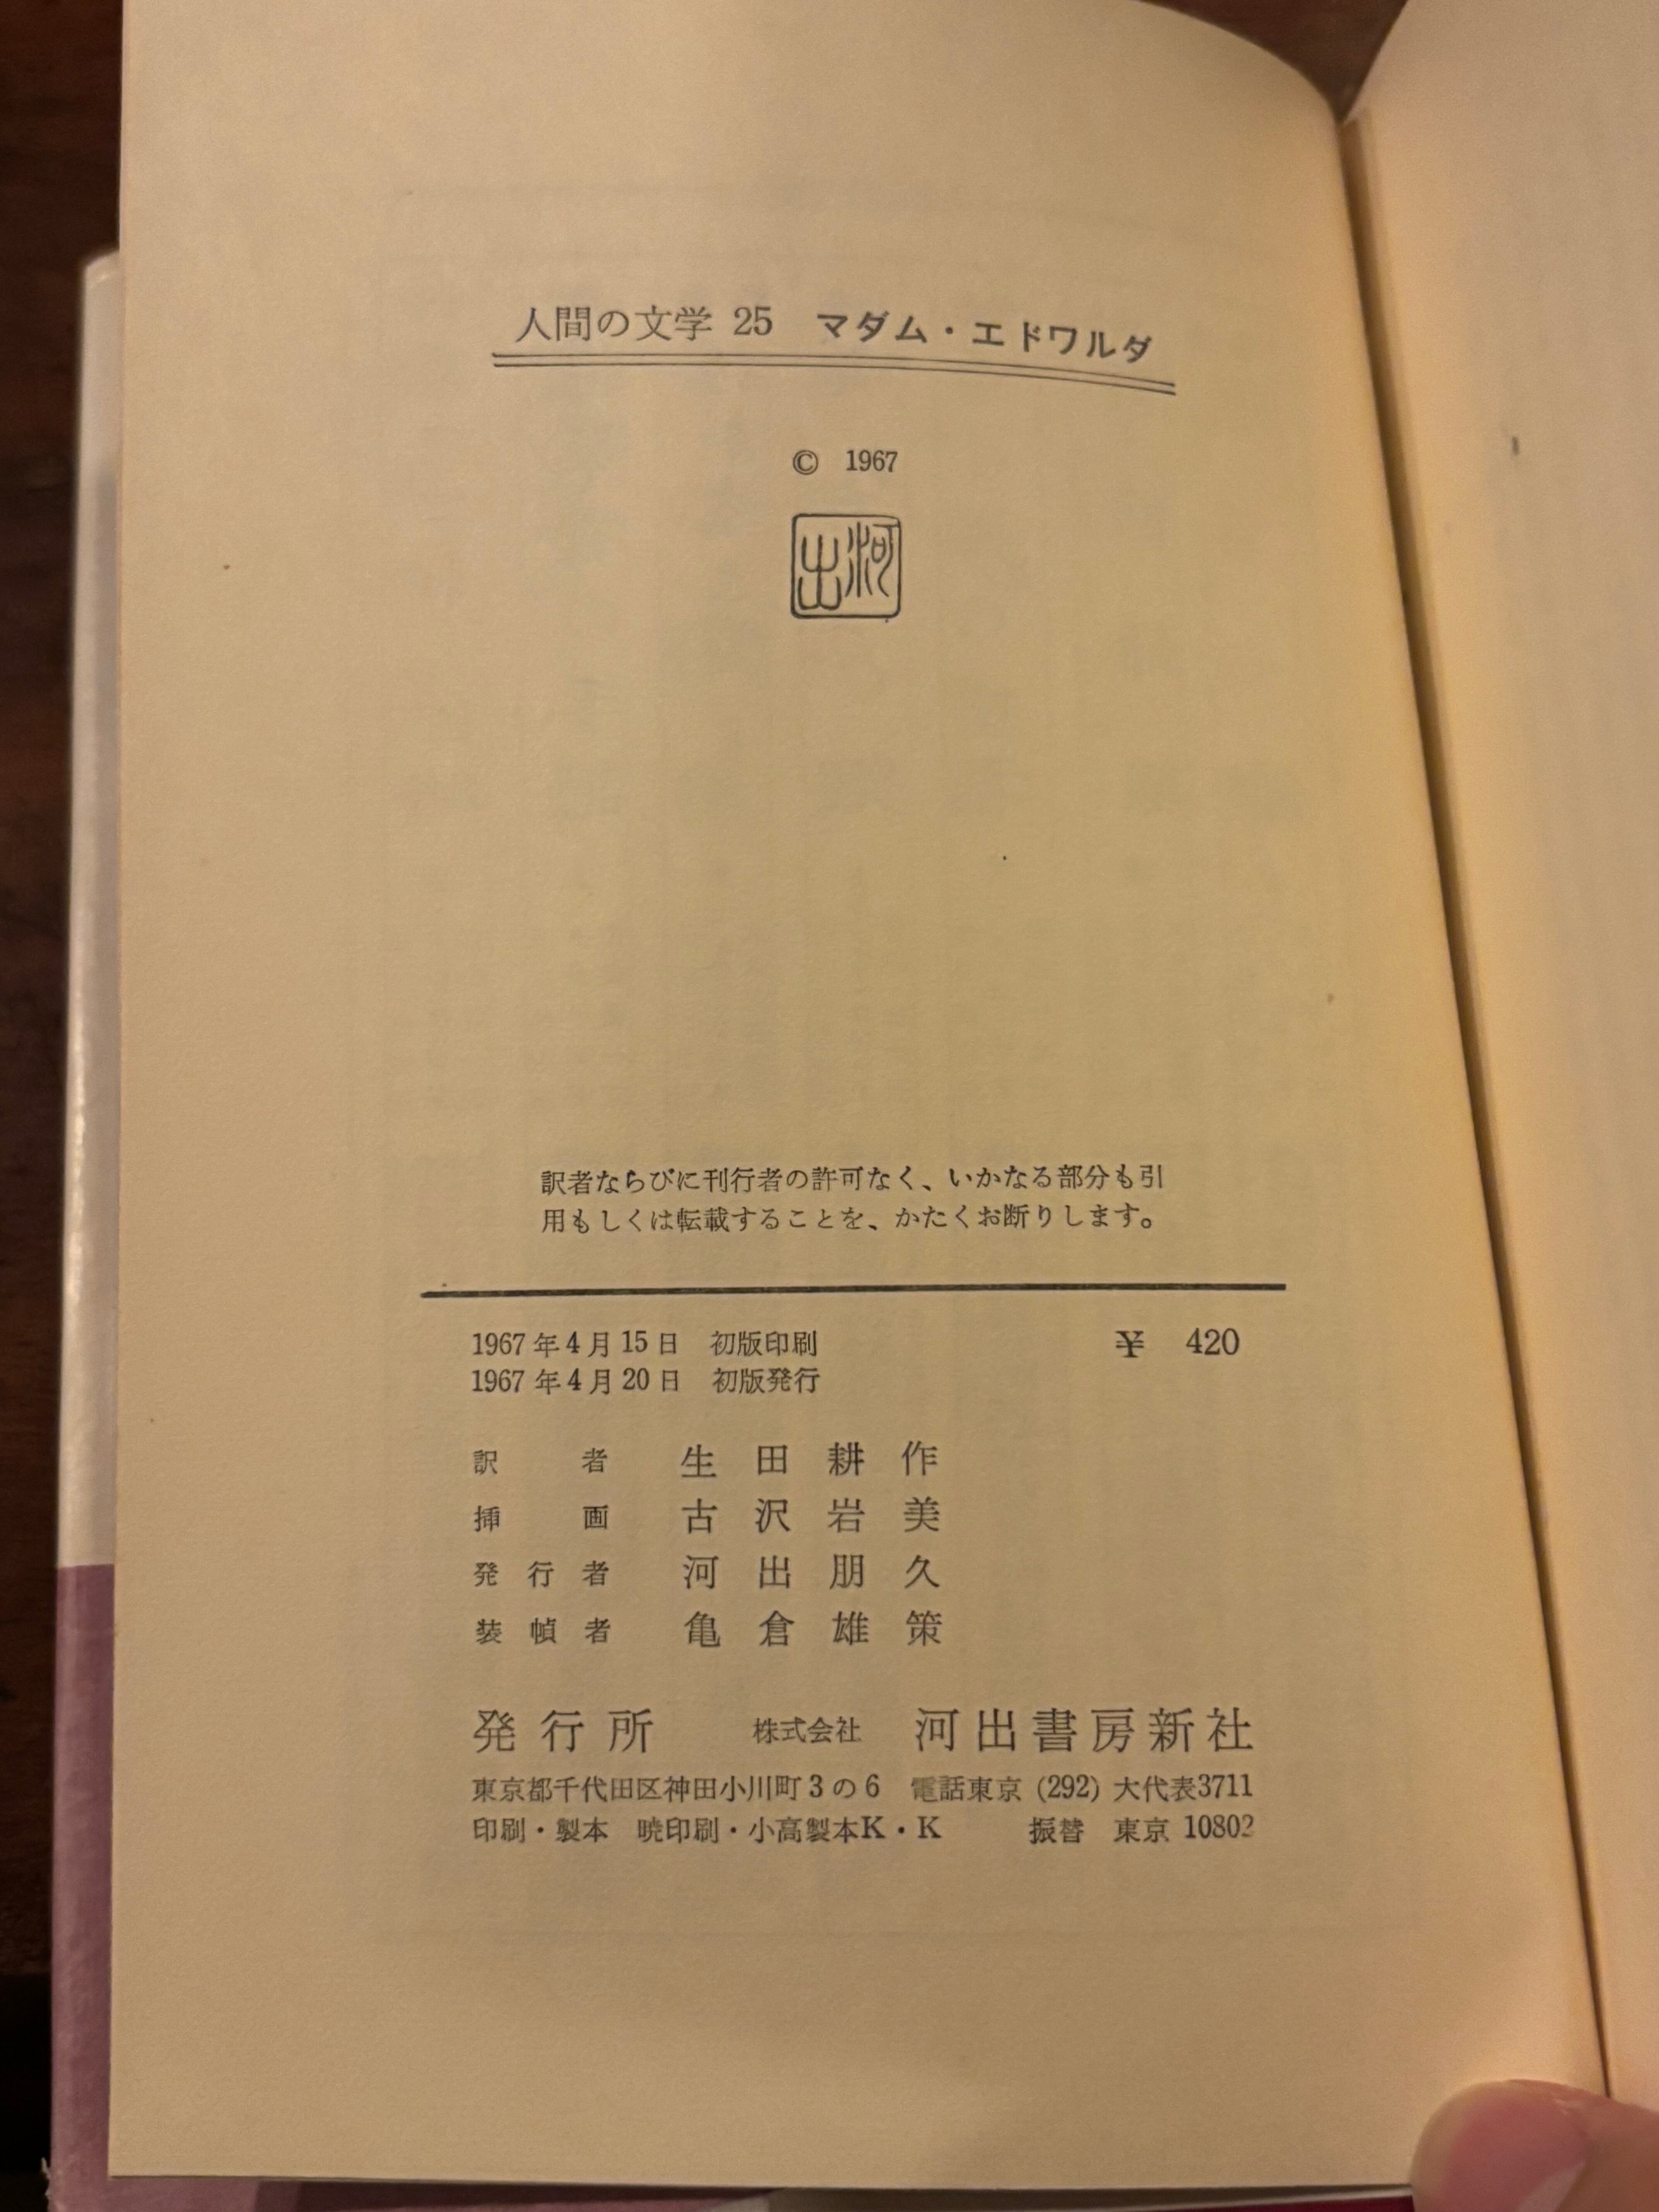 人間の文学 25 マダム・エドワルダ
© 1967
河出
訳者ならびに刊行者の許可なく、いかなる部分も引
用もしくは転載することを、かたくお断りします。
1967年4月15日 初版印刷 ¥ 420
1967年4月20日 初版発行
訳者 生田耕作
挿画 古沢岩美
発行者 河出朋久
装幀者 亀倉雄策
発行所 株式会社 河出書房新社
東京都千代田区神田小川町3の6 電話東京(292)大代表3711
印刷・製本 暁印刷・小高製本K・K 振替 東京 10802